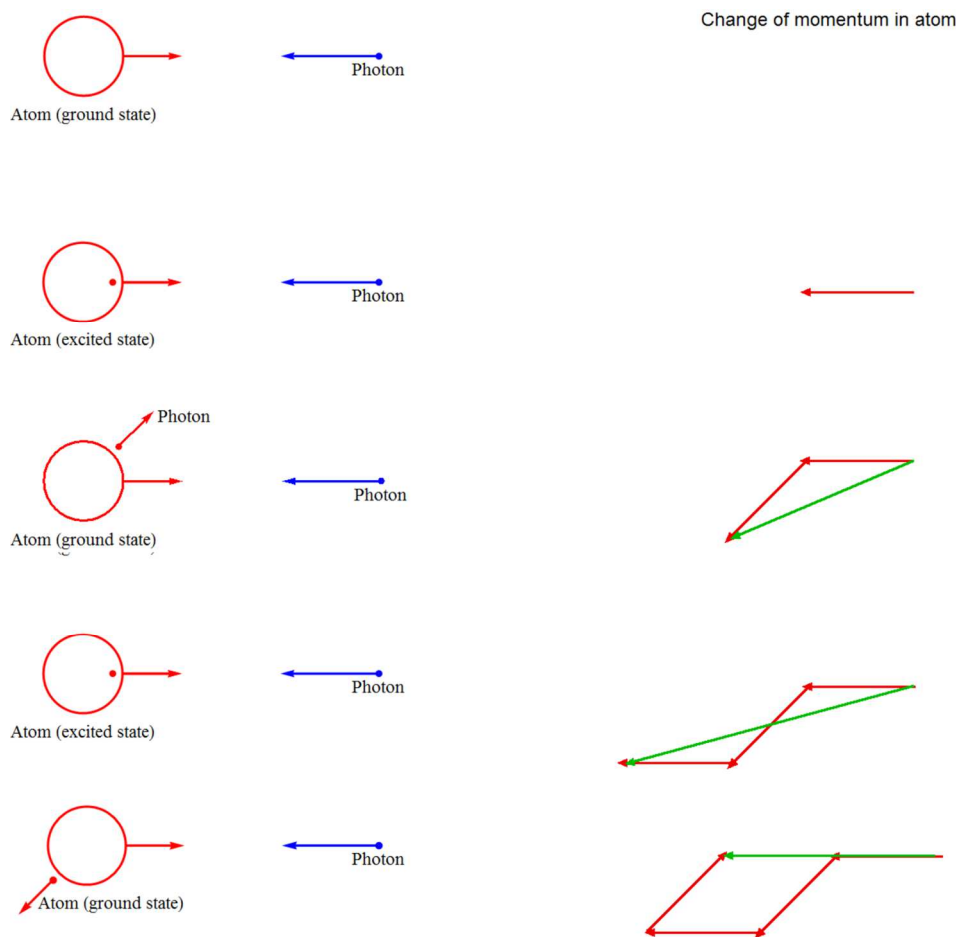 Change of momentum in atom
Photon
Atom (ground state)
Photon
Atom (excited state)
Photon
Photon
Atom (ground state)
Photon
Atom (excited state)
Photon
Atom (ground state)